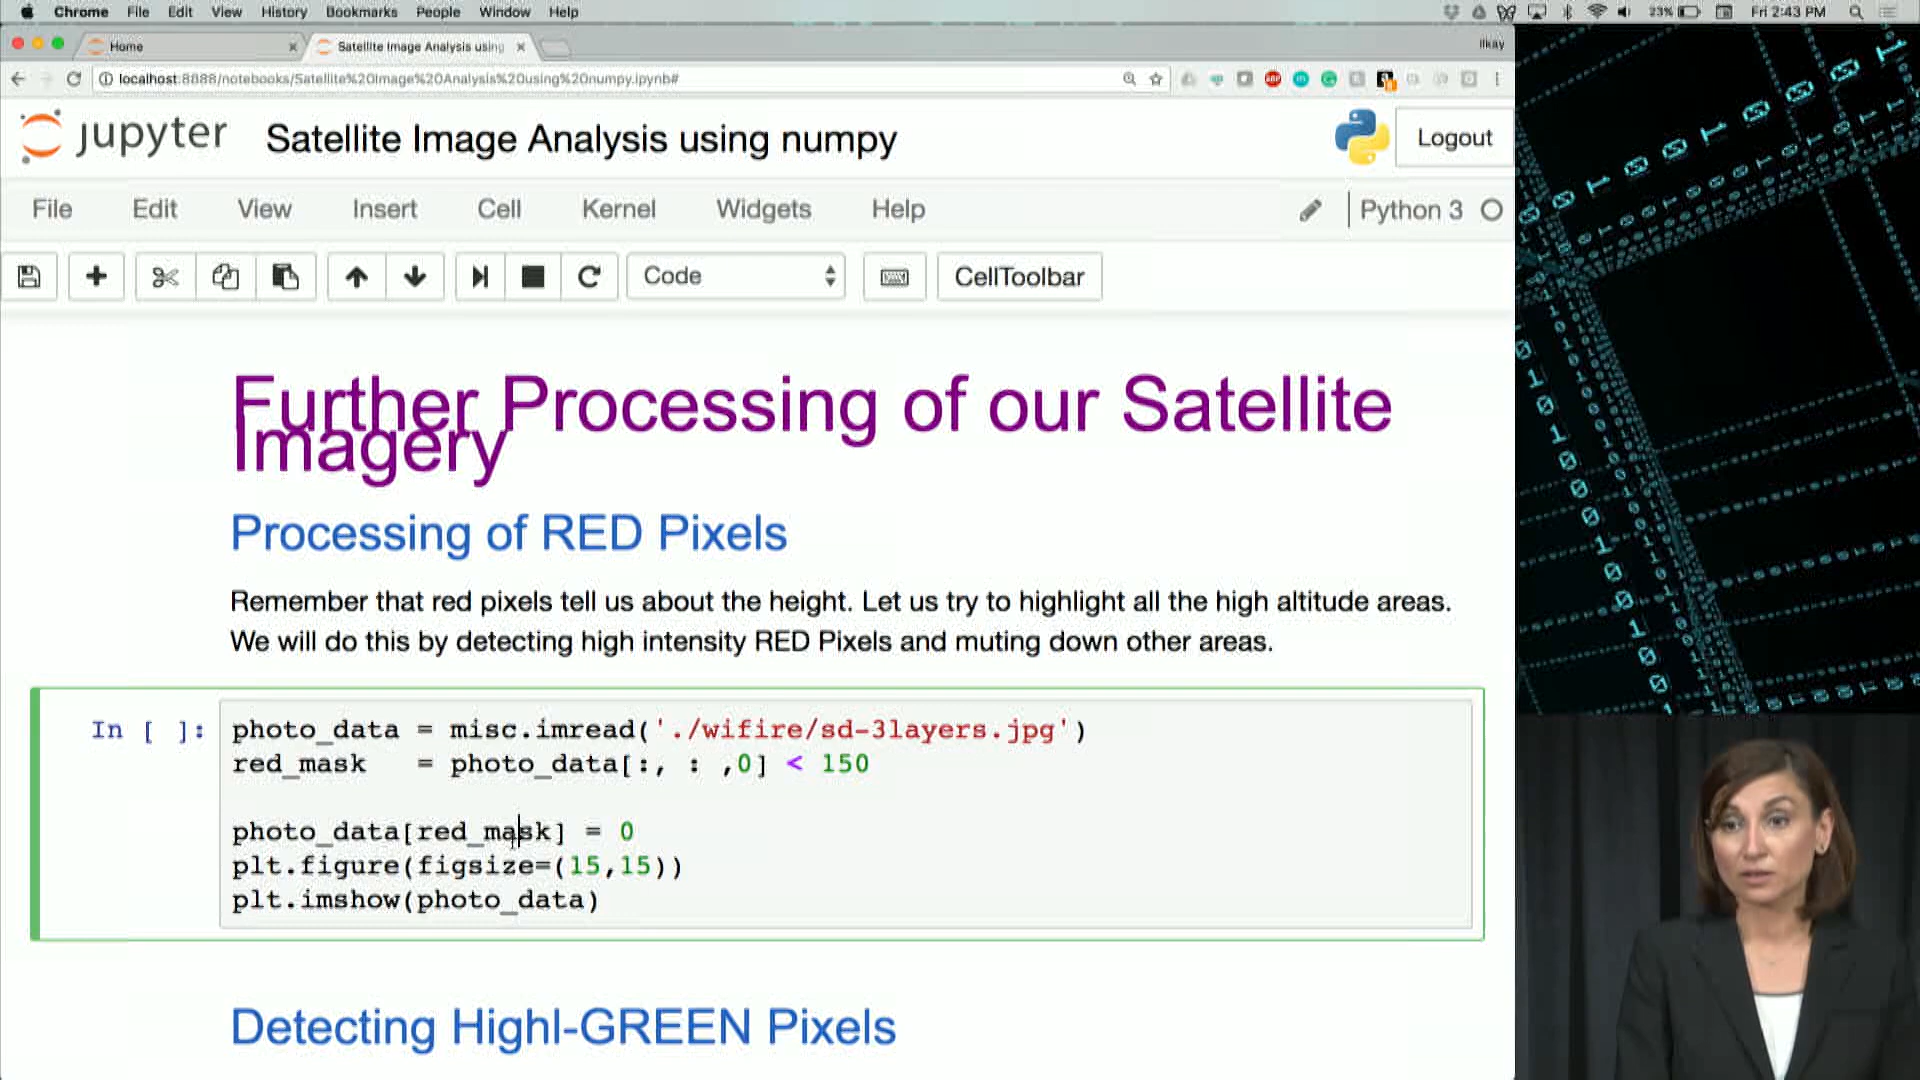 Chrome File Edit View History Bookmarks People Window Help 23% Fri 2:43 PM
Home Satellite Image Analysis using Ilkay
localhost:8888/notebooks/Satellite%20Image%20Analysis%20using%20numpy.ipynb#
jupyter Satellite Image Analysis using numpy Logout
File Edit View Insert Cell Kernel Widgets Help Python 3
Code CellToolbar
Further Processing of our Satellite
Imagery
Processing of RED Pixels
Remember that red pixels tell us about the height. Let us try to highlight all the high altitude areas.
We will do this by detecting high intensity RED Pixels and muting down other areas.
In [ ]: photo_data = misc.imread('./wifire/sd-3layers.jpg')
red_mask = photo_data[:, : ,0] < 150
photo_data[red_mask] = 0
plt.figure(figsize=(15,15))
plt.imshow(photo_data)
Detecting Highl-GREEN Pixels